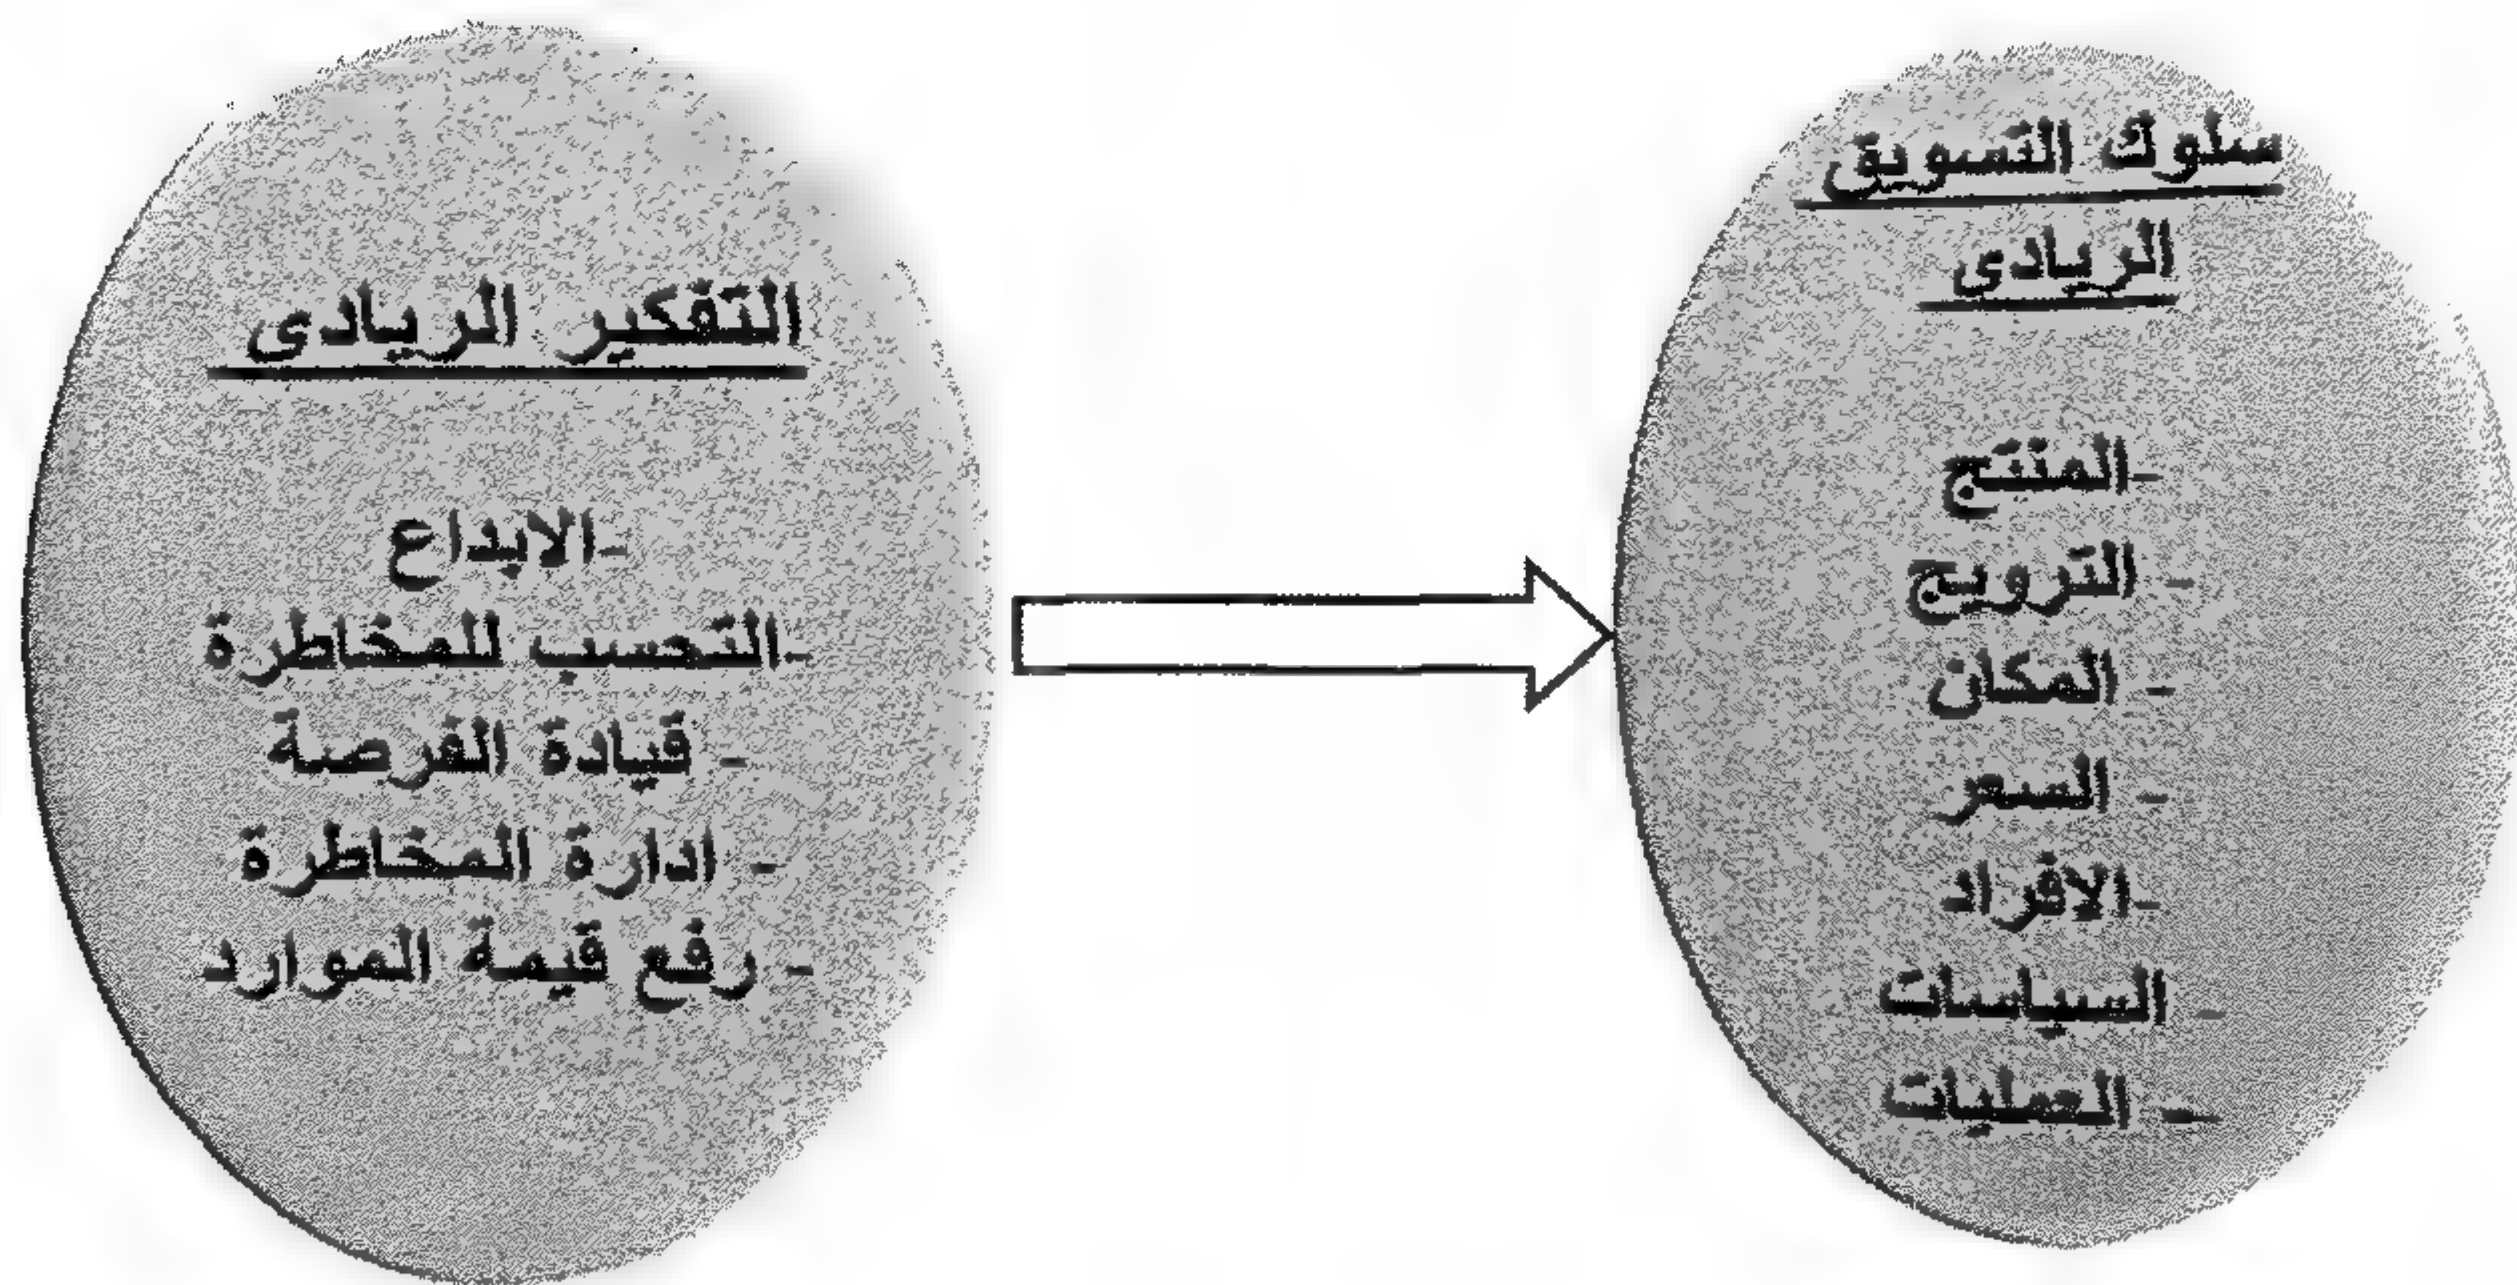 سلوك التسويق
الريادى
-المنتج
- الترويج
- المكان
- السعر
-الافراد
- السياسات
- العمليات
التفكير الريادى
-الابداع
-التحسب للمخاطرة
- قيادة الفرصة
- ادارة المخاطرة
- رفع قيمة الموارد